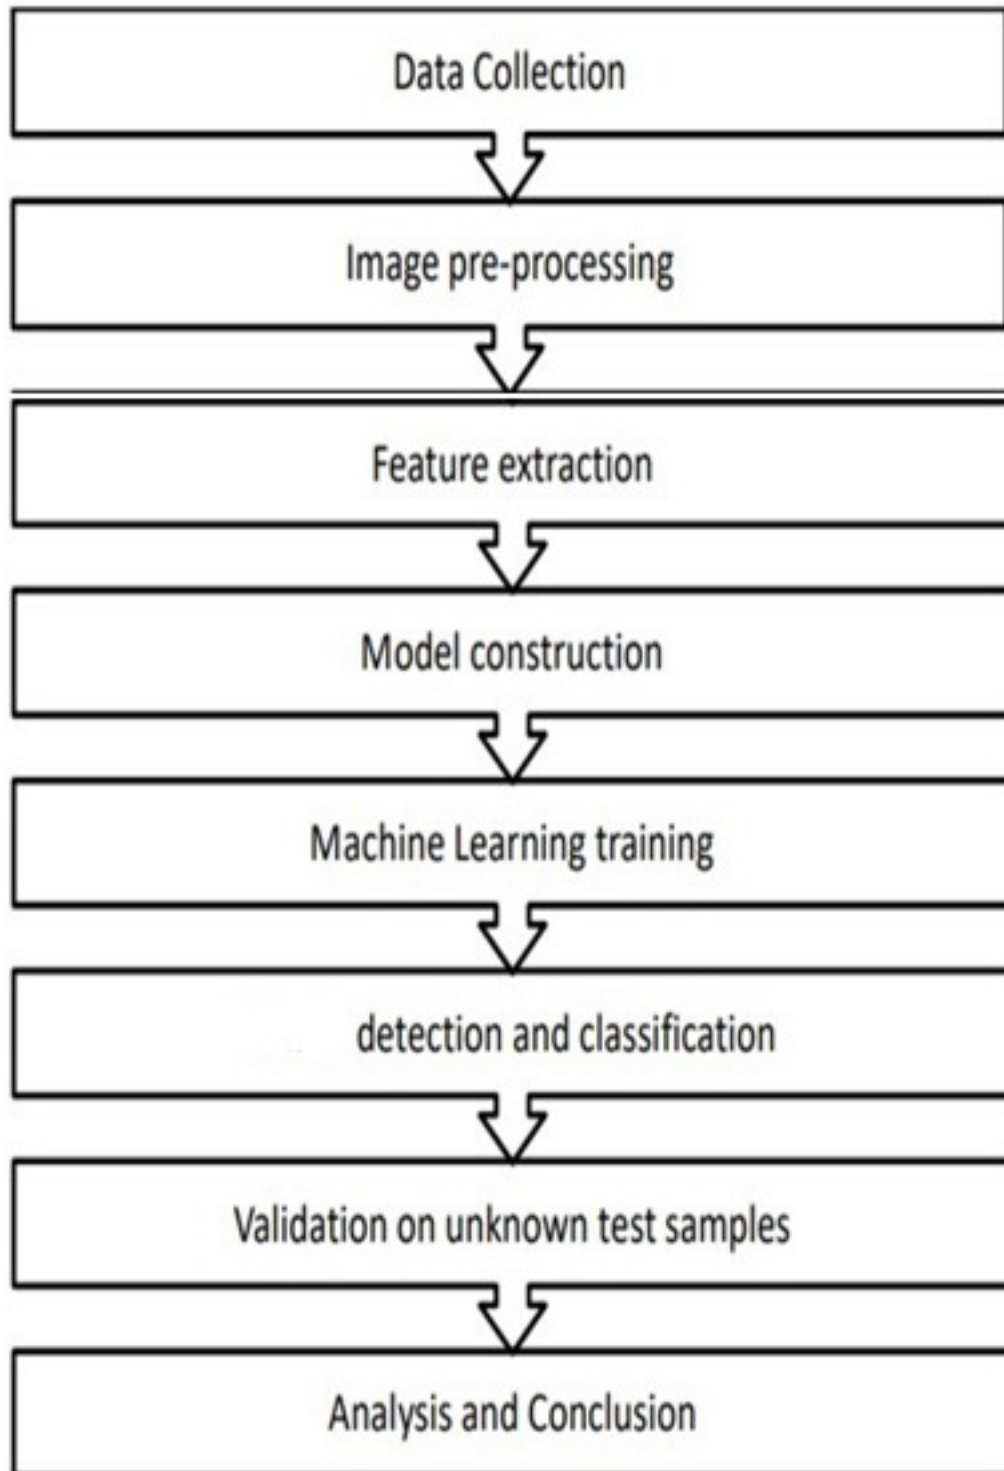 Data Collection
Image pre-processing
Feature extraction
Model construction
Machine Learning training
detection and classification
Validation on unknown test samples
Analysis and Conclusion